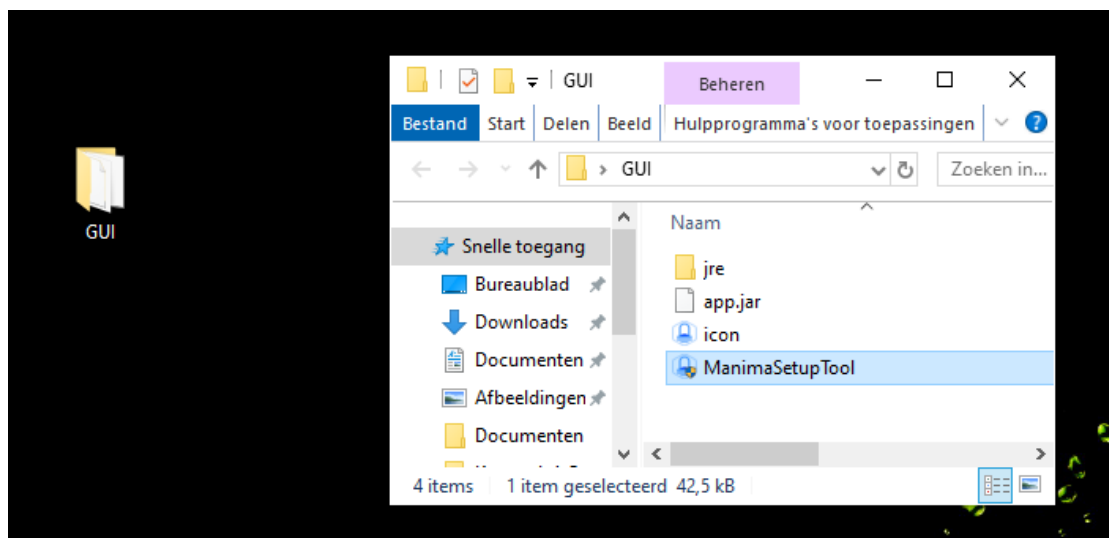 GUI
GUI
Beheren
Bestand Start Delen Beeld Hulpprogramma's voor toepassingen
GUI
Zoeken in...
Naam
Snelle toegang
Bureaublad
Downloads
Documenten
Afbeeldingen
Documenten
jre
app.jar
icon
ManimaSetupTool
4 items 1 item geselecteerd 42,5 kB